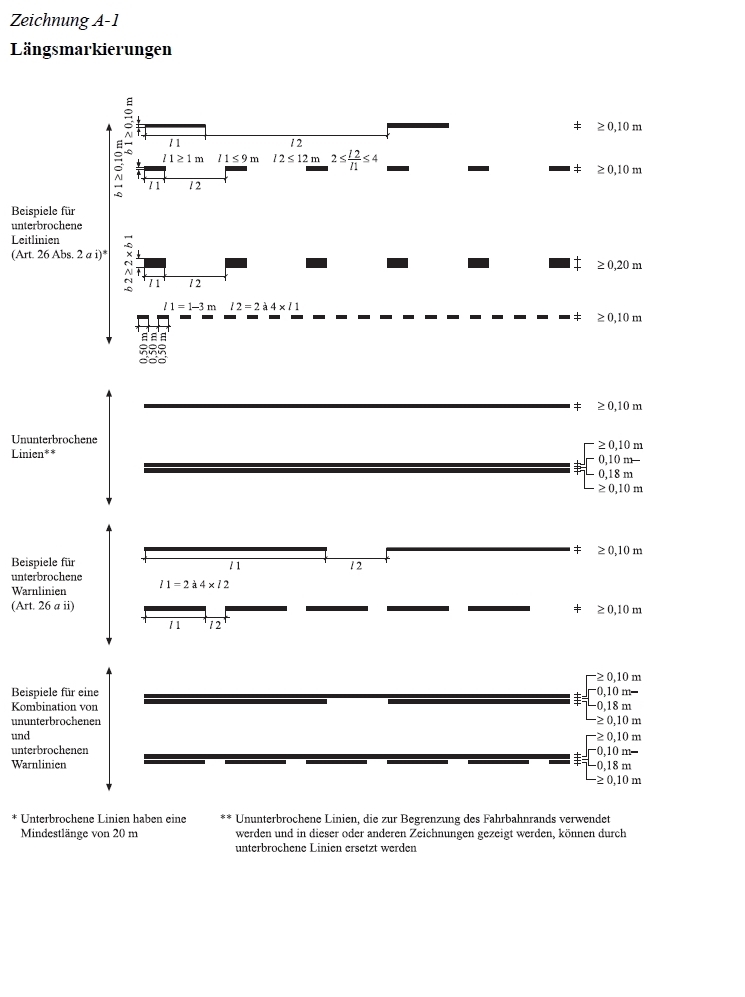 Zeichnung A-1
Längsmarkierungen
b 1 ≥ 0,10 m
≥ 0,10 m
l 1
l 2
b 1 ≥ 0,10 m
l 1 ≥ 1 m l 1 ≤ 9 m l 2 ≤ 12 m 2 ≤ l2/l1 ≤ 4
≥ 0,10 m
l 1
l 2
Beispiele für
unterbrochene
Leitlinien
(Art. 26 Abs. 2 a i)*
b 2 ≥ 2 × b 1
≥ 0,20 m
l 1
l 2
l 1 = 1–3 m l 2 = 2 à 4 × l 1
≥ 0,10 m
0,50 m
0,50 m
0,50 m
≥ 0,10 m
Ununterbrochene
Linien**
≥ 0,10 m
0,10 m–
0,18 m
≥ 0,10 m
Beispiele für
unterbrochene
Warnlinien
(Art. 26 a ii)
≥ 0,10 m
l 1
l 2
l 1 = 2 à 4 × l 2
≥ 0,10 m
l 1
l 2
Beispiele für eine
Kombination von
ununterbrochenen
und
unterbrochenen
Warnlinien
≥ 0,10 m
0,10 m–
0,18 m
≥ 0,10 m
≥ 0,10 m
0,10 m–
0,18 m
≥ 0,10 m
* Unterbrochene Linien haben eine
Mindestlänge von 20 m
** Ununterbrochene Linien, die zur Begrenzung des Fahrbahnrands verwendet
werden und in dieser oder anderen Zeichnungen gezeigt werden, können durch
unterbrochene Linien ersetzt werden